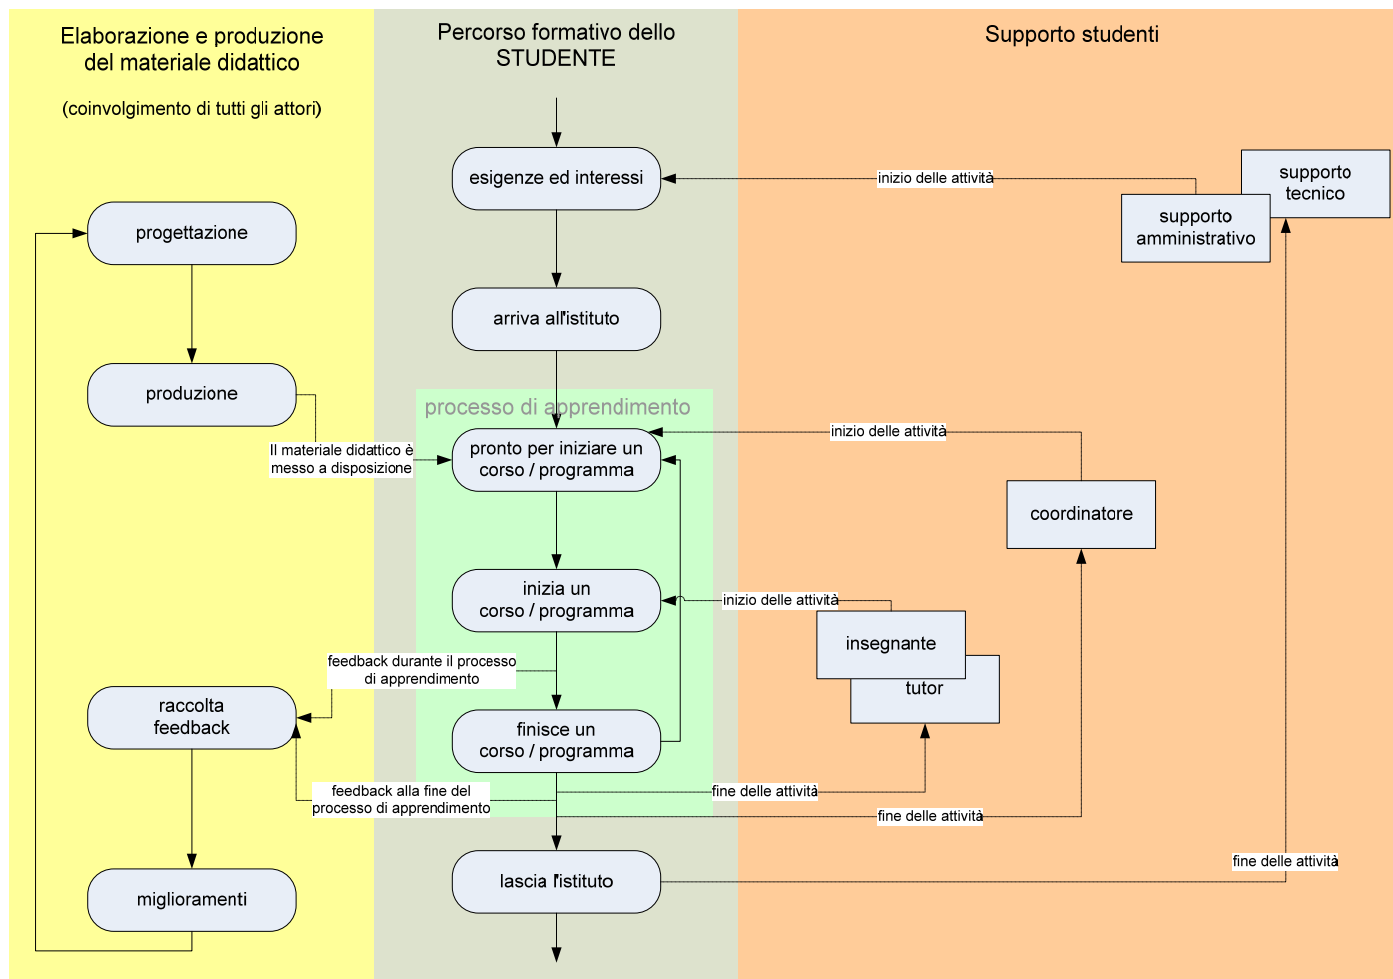 Elaborazione e produzione
del materiale didattico
(coinvolgimento di tutti gli attori)
progettazione
produzione
Il materiale didattico è
messo a disposizione
raccolta
feedback
miglioramenti
Percorso formativo dello
STUDENTE
esigenze ed interessi
arriva all'istituto
processo di apprendimento
pronto per iniziare un
corso / programma
inizia un
corso / programma
feedback durante il processo
di apprendimento
finisce un
corso / programma
feedback alla fine del
processo di apprendimento
lascia l'istituto
Supporto studenti
inizio delle attività
supporto
tecnico
supporto
amministrativo
inizio delle attività
coordinatore
inizio delle attività
insegnante
tutor
fine delle attività
fine delle attività
fine delle attività